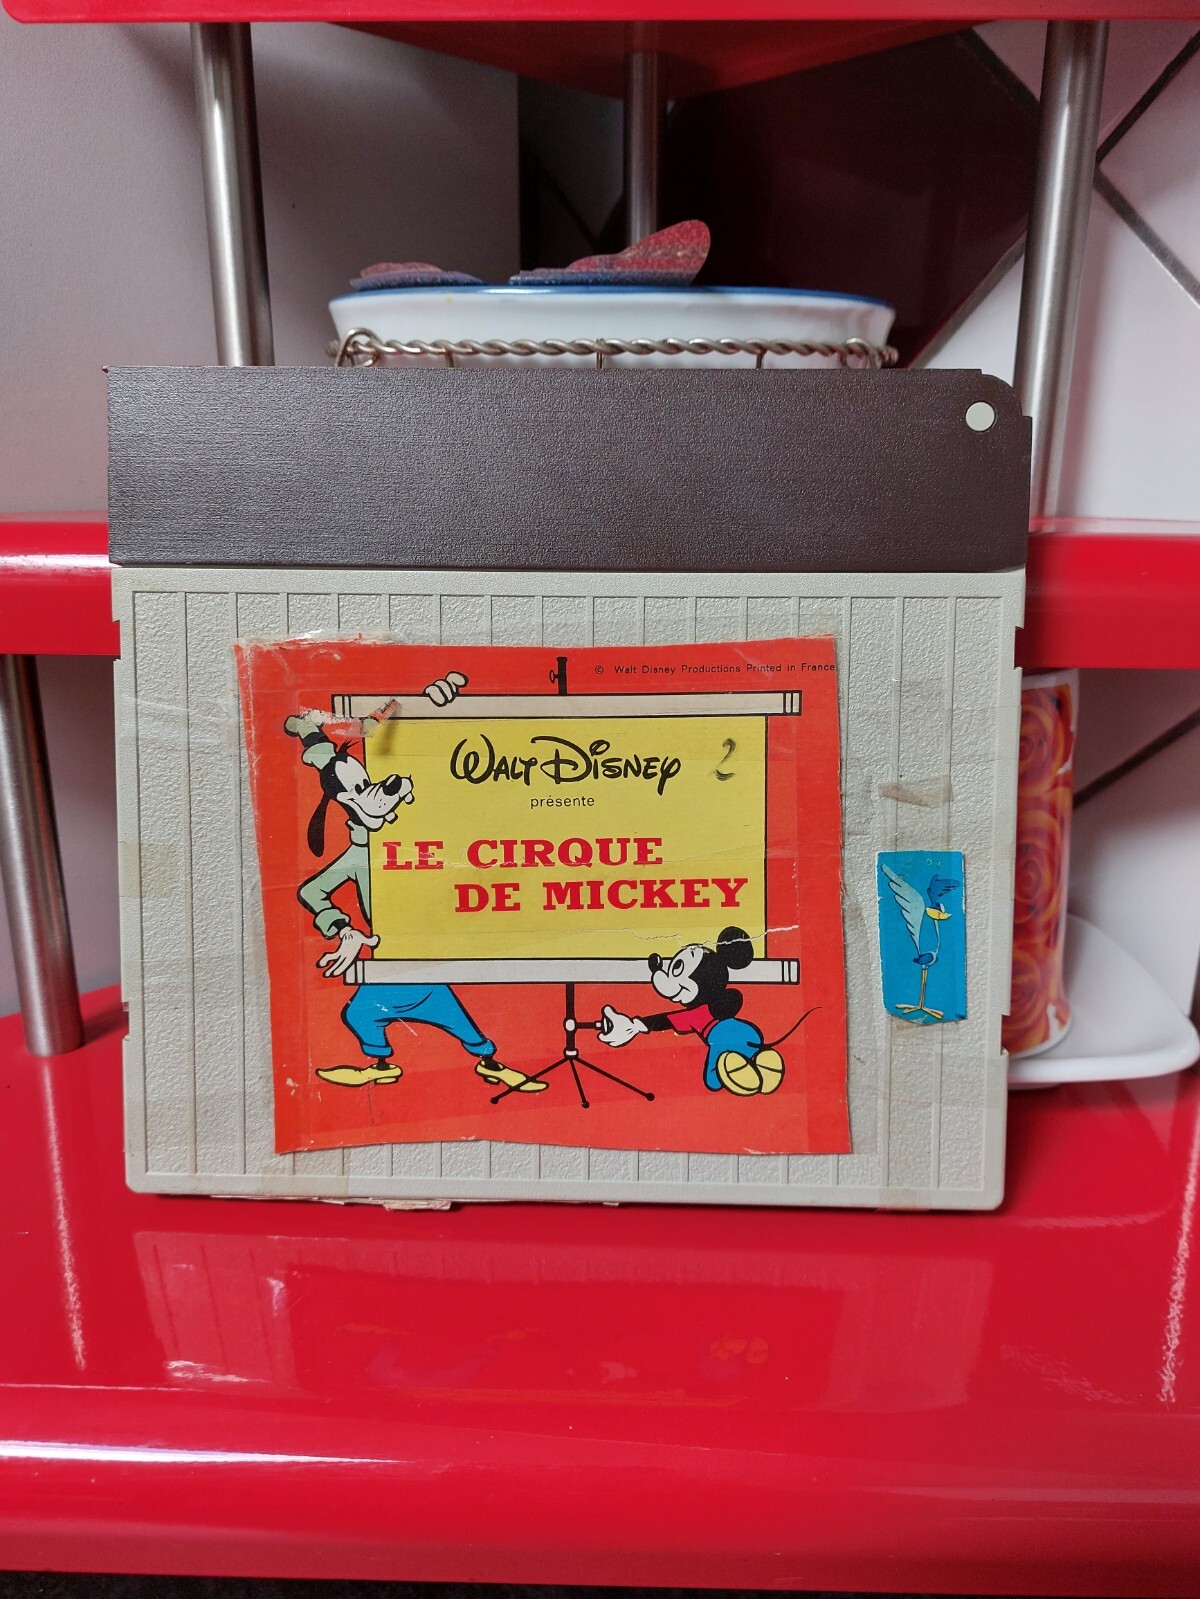 © Walt Disney Productions Printed in France
WALT DISNEY 2
présente
LE CIRQUE
DE MICKEY